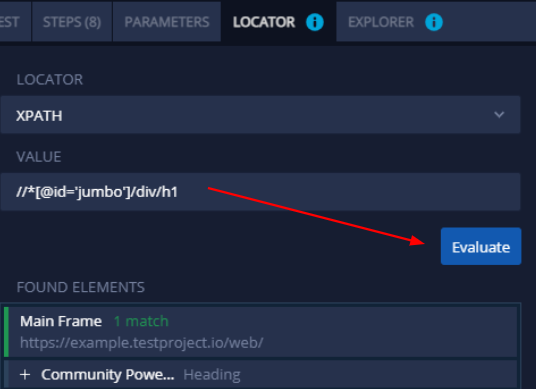 EST STEPS (8) PARAMETERS LOCATOR i EXPLORER i
LOCATOR
XPATH
VALUE
//*[@id='jumbo']/div/h1
Evaluate
FOUND ELEMENTS
Main Frame 1 match
https://example.testproject.io/web/
+ Community Powe... Heading